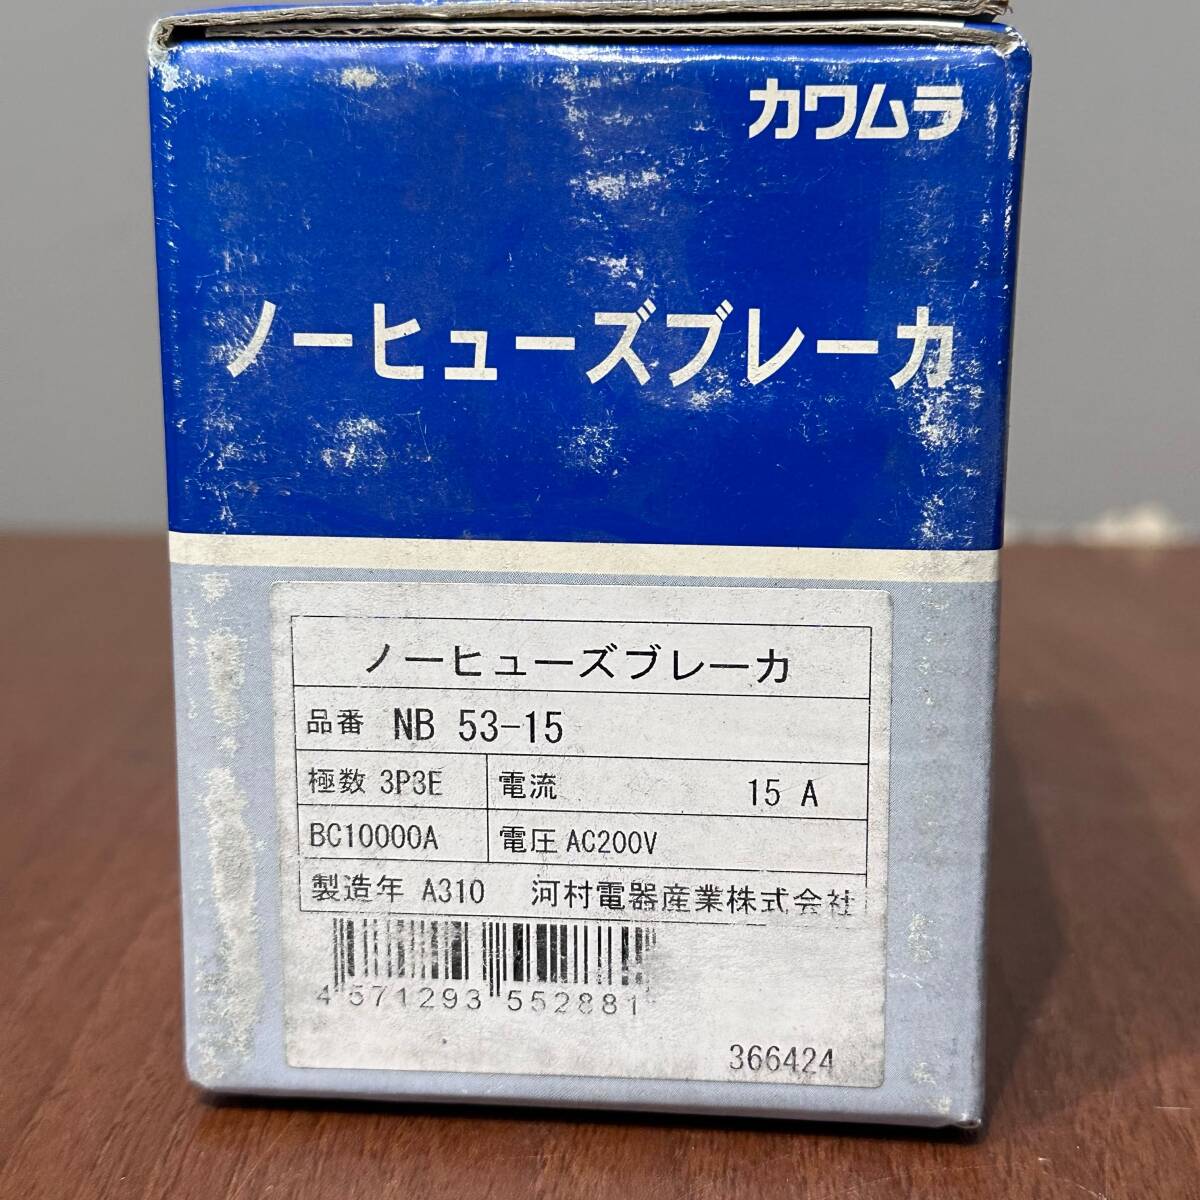 カワムラ
ノーヒューズブレーカ
ノーヒューズブレーカ
品番 NB 53-15
極数 3P3E 電流 15 A
BC10000A 電圧 AC200V
製造年 A310 河村電器産業株式会社
4 571293 552881
366424